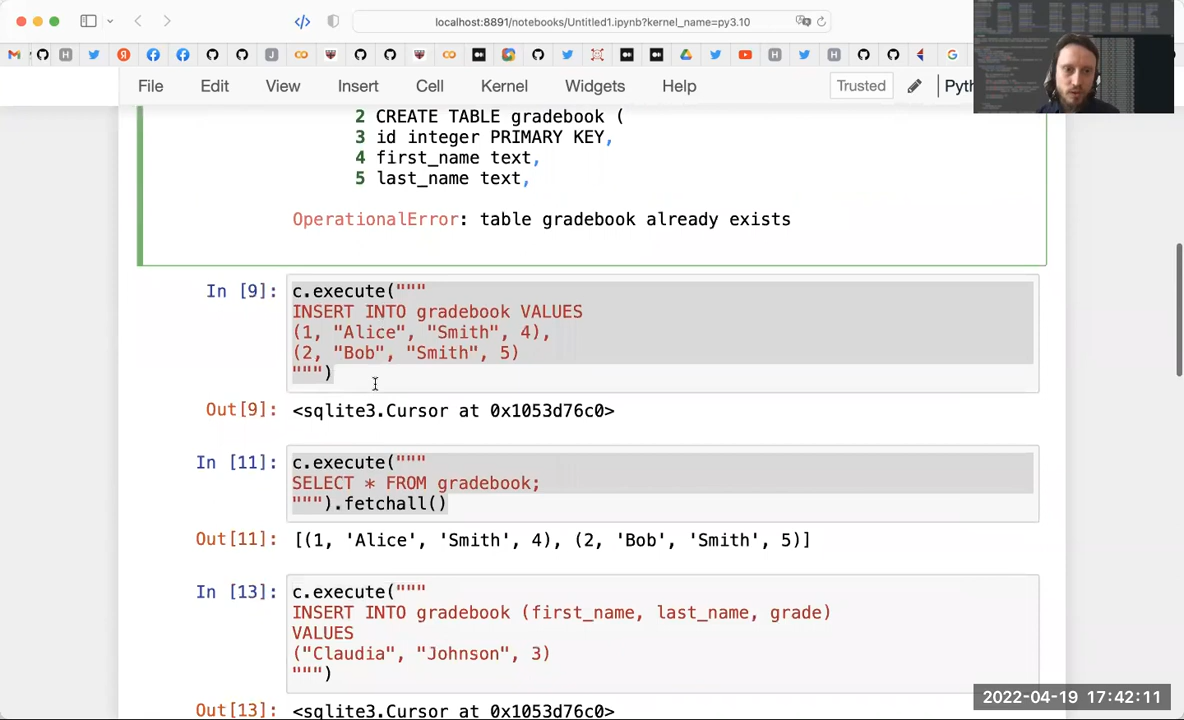 localhost:8891/notebooks/Untitled1.ipynb?kernel_name=py3.10
File Edit View Insert Cell Kernel Widgets Help Trusted Pyth
2 CREATE TABLE gradebook (
3 id integer PRIMARY KEY,
4 first_name text,
5 last_name text,
OperationalError: table gradebook already exists
In [9]: c.execute("""
INSERT INTO gradebook VALUES
(1, "Alice", "Smith", 4),
(2, "Bob", "Smith", 5)
""")
Out[9]: <sqlite3.Cursor at 0x1053d76c0>
In [11]: c.execute("""
SELECT * FROM gradebook;
""").fetchall()
Out[11]: [(1, 'Alice', 'Smith', 4), (2, 'Bob', 'Smith', 5)]
In [13]: c.execute("""
INSERT INTO gradebook (first_name, last_name, grade)
VALUES
("Claudia", "Johnson", 3)
""")
Out[13]: <sqlite3.Cursor at 0x1053d76c0>
2022-04-19 17:42:11